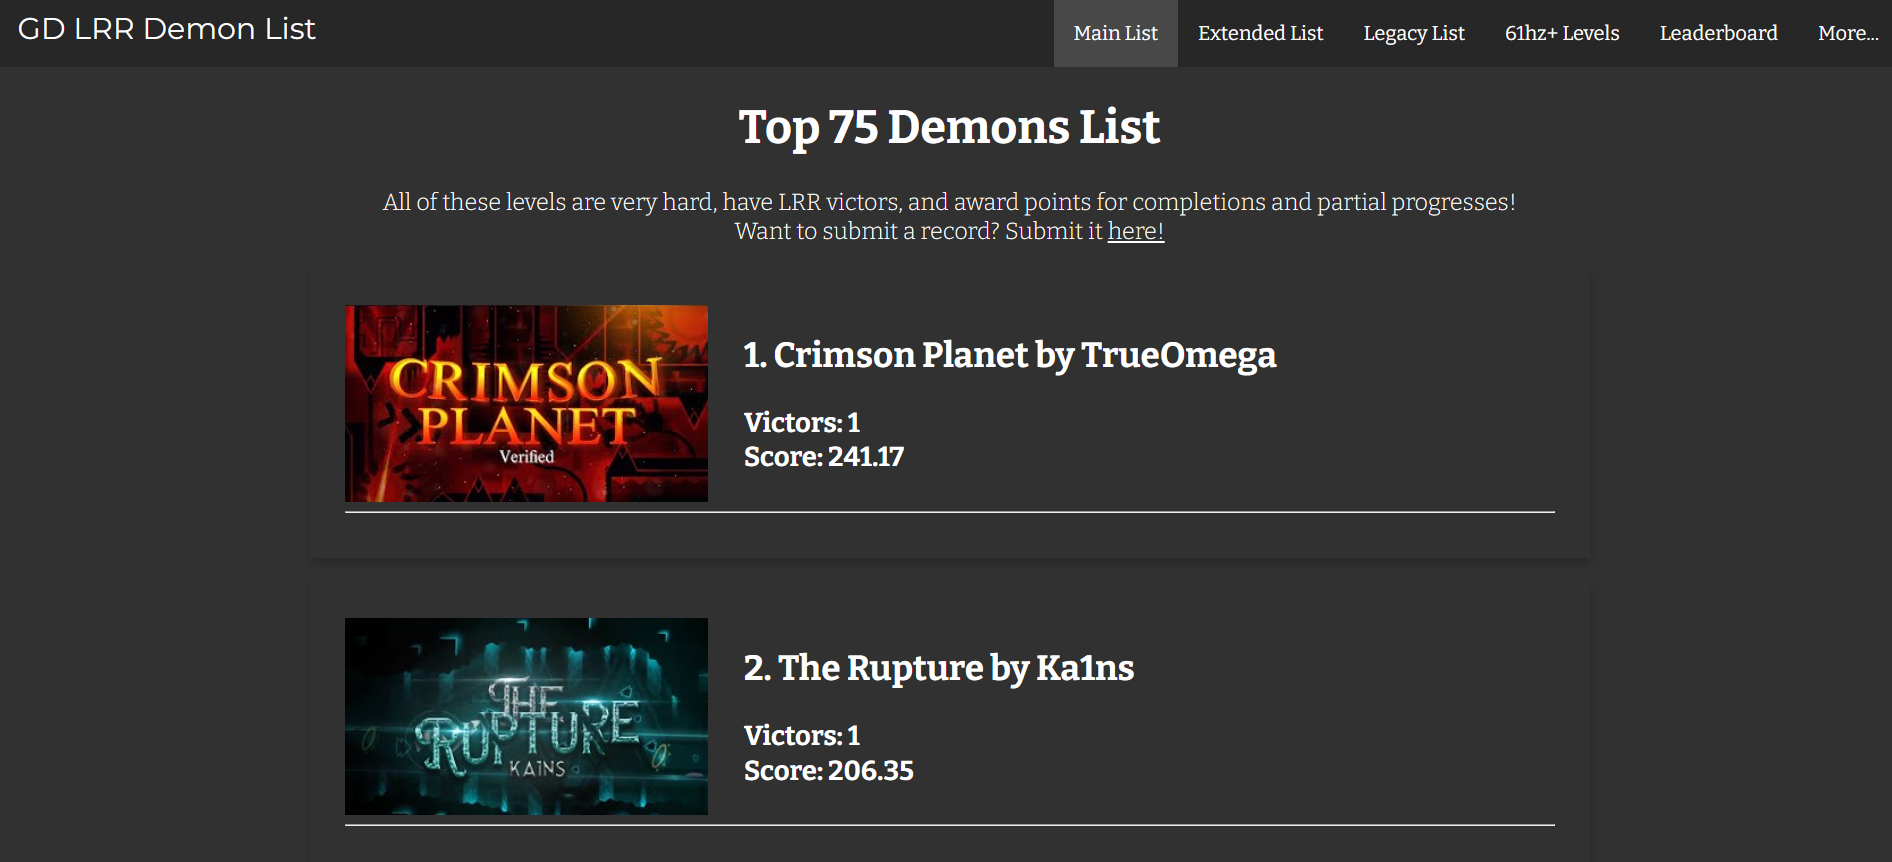 GD LRR Demon List
Main List
Extended List
Legacy List
61hz+ Levels
Leaderboard
More...
Top 75 Demons List
All of these levels are very hard, have LRR victors, and award points for completions and partial progresses!
Want to submit a record? Submit it here!
CRIMSON
PLANET
Verified
1. Crimson Planet by TrueOmega
Victors: 1
Score: 241.17
THE
RUPTURE
KA1NS
2. The Rupture by Ka1ns
Victors: 1
Score: 206.35